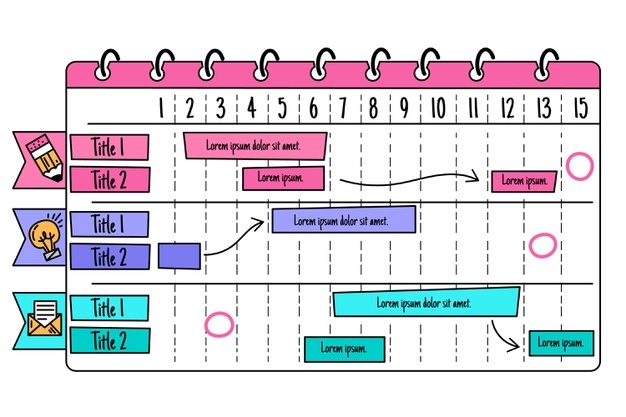 1 2 3 4 5 6 7 8 9 10 11 12 13 15
Title 1 Lorem ipsum dolor sit amet.
Title 2 Lorem ipsum. Lorem ipsum.
Title 1 Lorem ipsum dolor sit amet.
Title 2
Title 1 Lorem ipsum dolor sit amet.
Title 2 Lorem ipsum. Lorem ipsum.